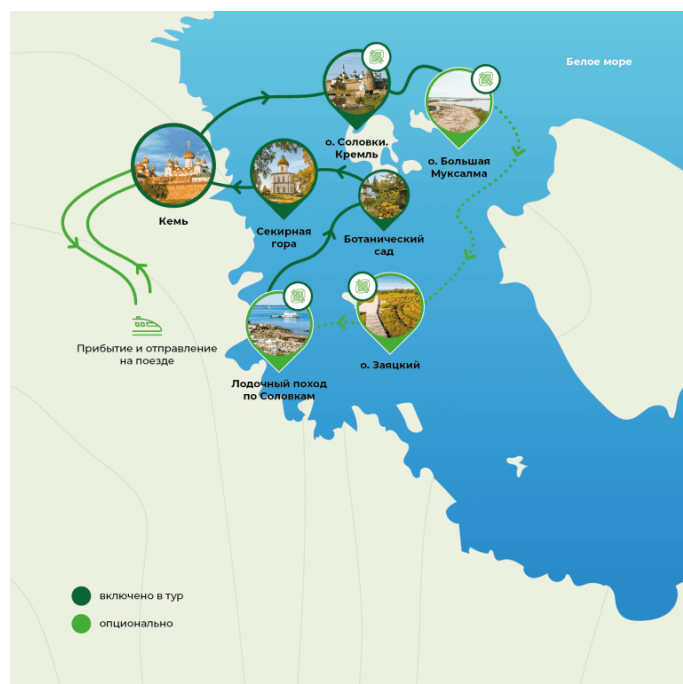 Белое море
о. Соловки.
Кремль
о. Большая
Муксалма
Кемь
Секирная
гора
Ботанический
сад
Прибытие и отправление
на поезде
о. Заяцкий
Лодочный поход
по Соловкам
включено в тур
опционально